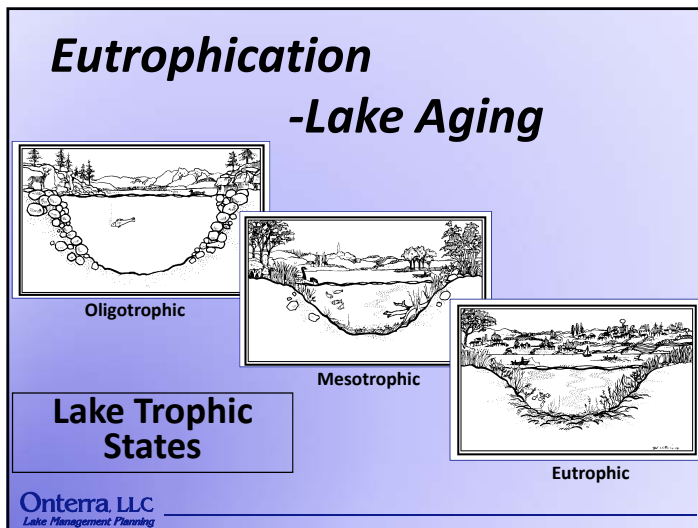 Eutrophication
-Lake Aging
Oligotrophic
Mesotrophic
Eutrophic
Lake Trophic
States
Onterra, LLC
Lake Management Planning